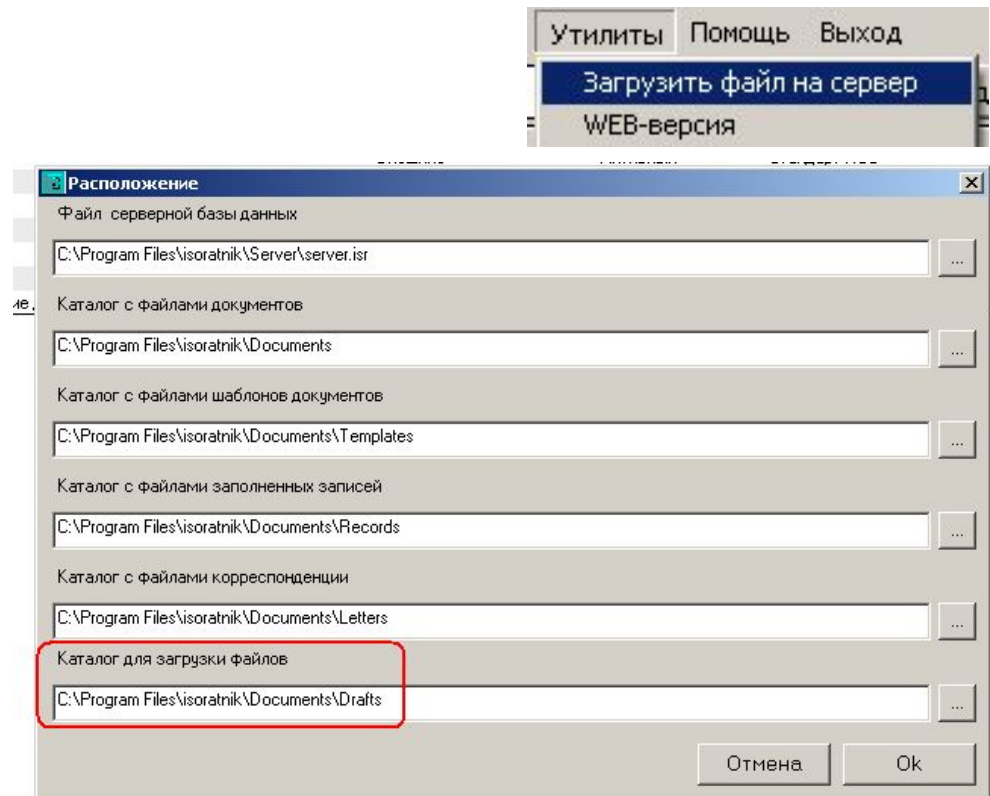 Утилиты Помощь Выход
Загрузить файл на сервер
WEB-версия
Расположение
Файл серверной базы данных
C:\Program Files\isoratnik\Server\server.isr
...
Каталог с файлами документов
C:\Program Files\isoratnik\Documents
...
Каталог с файлами шаблонов документов
C:\Program Files\isoratnik\Documents\Templates
...
Каталог с файлами заполненных записей
C:\Program Files\isoratnik\Documents\Records
...
Каталог с файлами корреспонденции
C:\Program Files\isoratnik\Documents\Letters
...
Каталог для загрузки файлов
C:\Program Files\isoratnik\Documents\Drafts
...
Отмена Ok